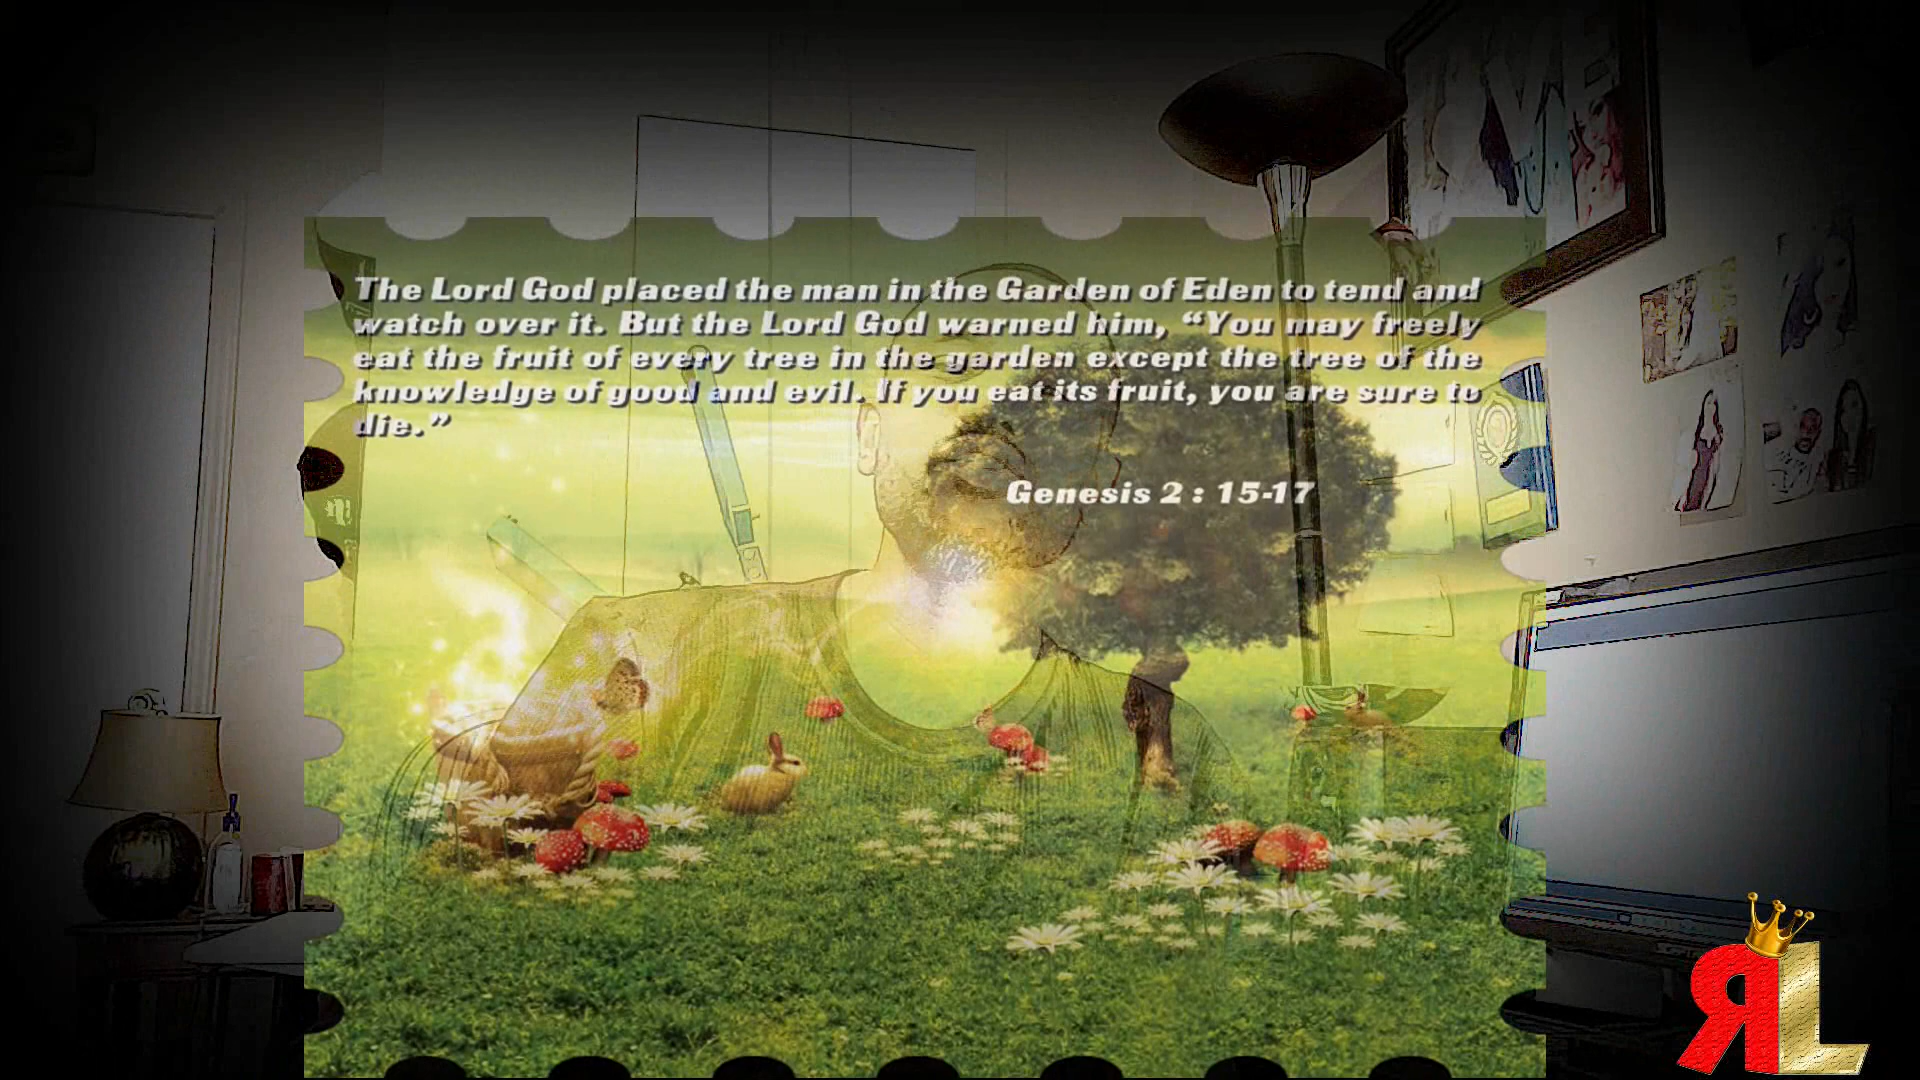 The Lord God placed the man in the Garden of Eden to tend and
watch over it. But the Lord God warned him, “You may freely
eat the fruit of every tree in the garden except the tree of the
knowledge of good and evil. If you eat its fruit, you are sure to
die.”
Genesis 2 : 15-17
ЯL